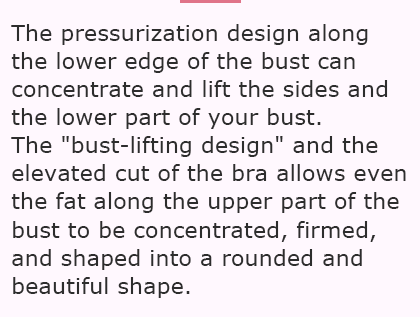 The pressurization design along
the lower edge of the bust can
concentrate and lift the sides and
the lower part of your bust.
The "bust-lifting design" and the
elevated cut of the bra allows even
the fat along the upper part of the
bust to be concentrated, firmed,
and shaped into a rounded and
beautiful shape.